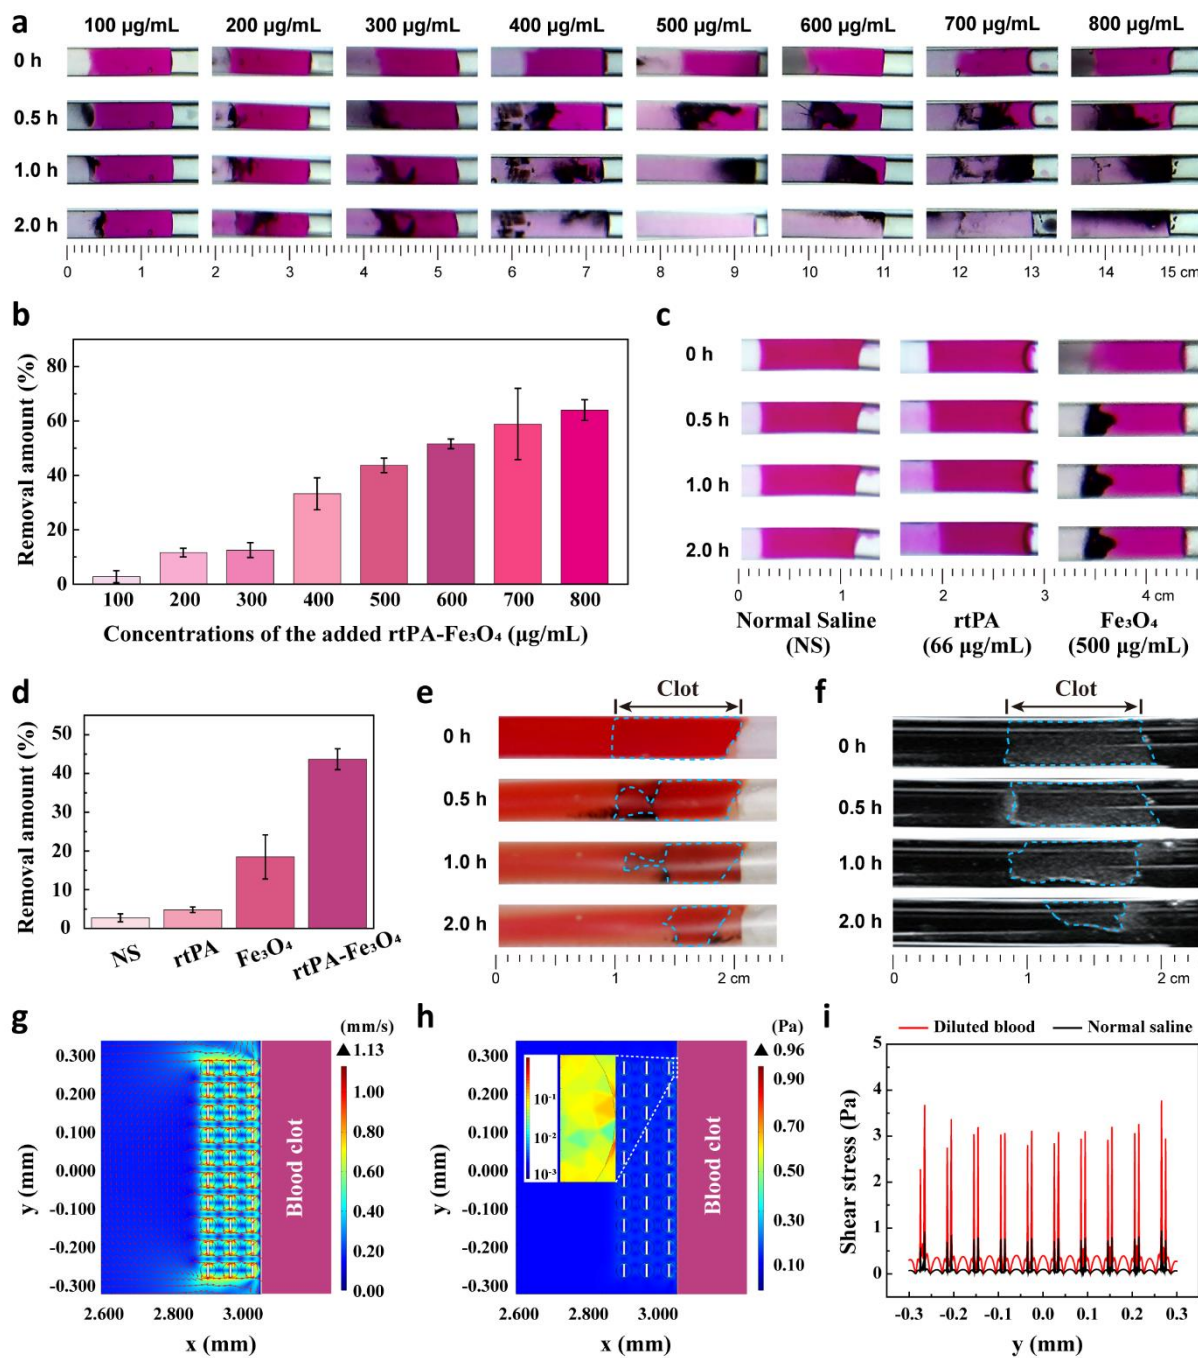 a
100 µg/mL 200 µg/mL 300 µg/mL 400 µg/mL 500 µg/mL 600 µg/mL 700 µg/mL 800 µg/mL
0 h
0.5 h
1.0 h
2.0 h
0 1 2 3 4 5 6 7 8 9 10 11 12 13 14 15 cm
b
Removal amount (%)
80
60
40
20
0
100 200 300 400 500 600 700 800
Concentrations of the added rtPA-Fe₃O₄ (µg/mL)
c
0 h
0.5 h
1.0 h
2.0 h
0 1 2 3 4 cm
Normal Saline (NS)
rtPA (66 µg/mL)
Fe₃O₄ (500 µg/mL)
d
Removal amount (%)
50
40
30
20
10
0
NS rtPA Fe₃O₄ rtPA-Fe₃O₄
e
Clot
0 h
0.5 h
1.0 h
2.0 h
0 1 2 cm
f
Clot
0 h
0.5 h
1.0 h
2.0 h
0 1 2 cm
g
(mm/s)
1.13
1.00
0.80
0.60
0.40
0.20
0.00
y (mm)
0.300
0.200
0.100
0.000
-0.100
-0.200
-0.300
Blood clot
2.600 2.800 3.000
x (mm)
h
(Pa)
0.96
0.90
0.70
0.50
0.30
0.10
y (mm)
0.300
0.200
0.100
0.000
-0.100
-0.200
-0.300
10⁻¹
10⁻²
10⁻³
Blood clot
2.600 2.800 3.000
x (mm)
i
Diluted blood Normal saline
Shear stress (Pa)
5
4
3
2
1
0
-0.3 -0.2 -0.1 0.0 0.1 0.2 0.3
y (mm)